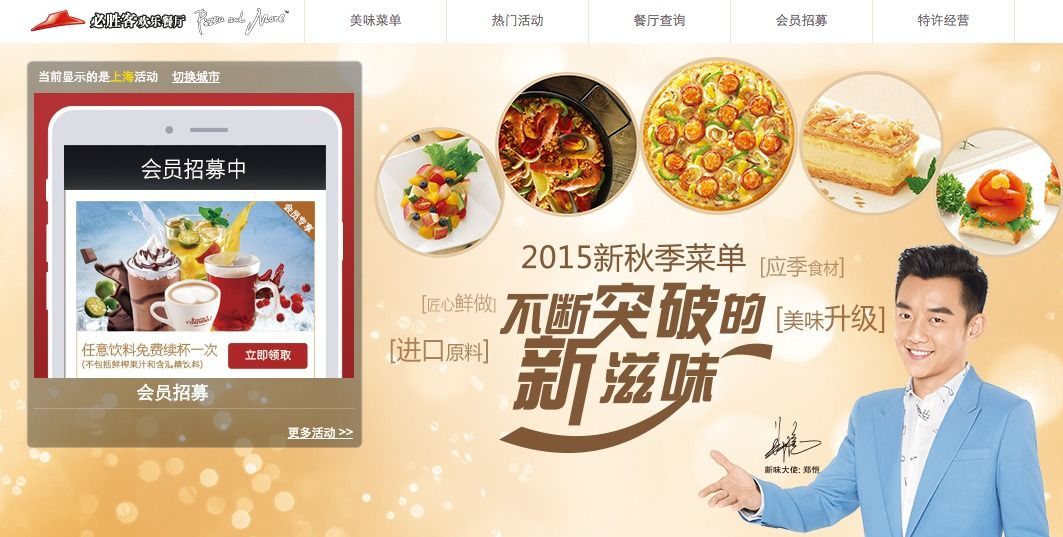 必胜客欢乐餐厅 Pizza and More™
美味菜单 热门活动 餐厅查询 会员招募 特许经营
当前显示的是上海活动 切换城市
会员招募中
会员专享
任意饮料免费续杯一次
(不包括鲜榨果汁和含酒精饮料)
立即领取
会员招募
更多活动 >>
2015新秋季菜单
[应季食材]
[匠心鲜做]
不断突破的
[美味升级]
[进口原料]
新滋味
新味大使: 郑恺